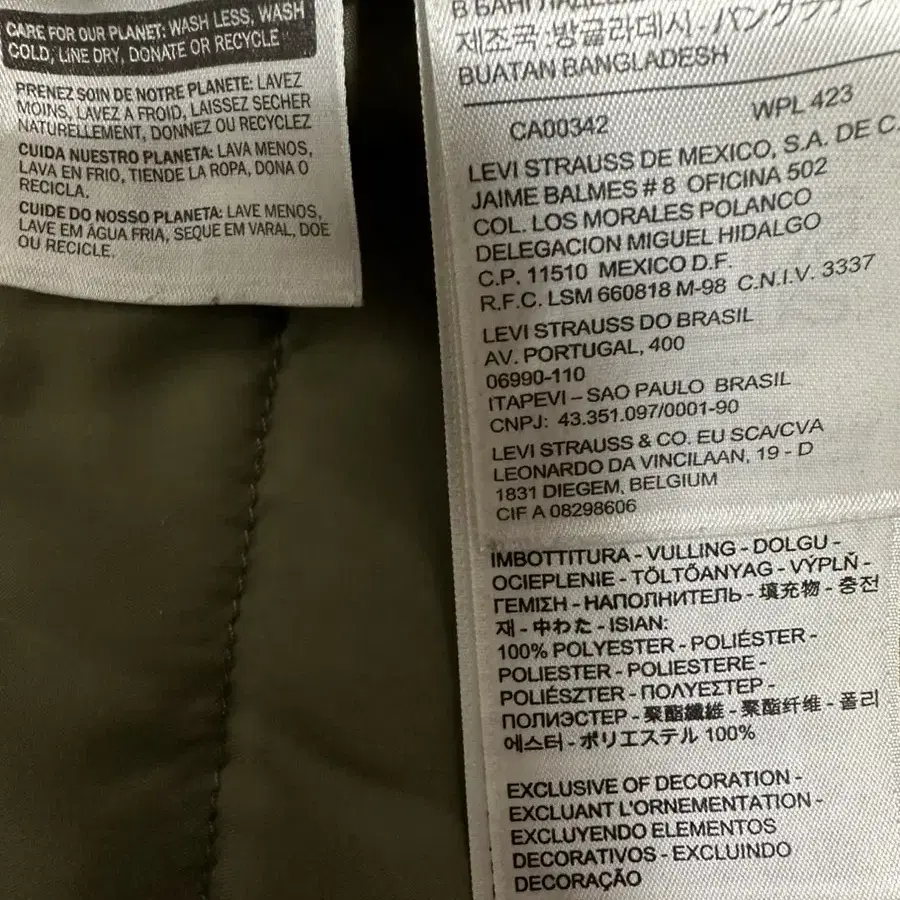 CARE FOR OUR PLANET: WASH LESS, WASH
COLD, LINE DRY, DONATE OR RECYCLE
PRENEZ SOIN DE NOTRE PLANETE: LAVEZ
MOINS, LAVEZ A FROID, LAISSEZ SECHER
NATURELLEMENT, DONNEZ OU RECYCLEZ
CUIDA NUESTRO PLANETA: LAVA MENOS,
LAVA EN FRIO, TIENDE LA ROPA, DONA O
RECICLA.
CUIDE DO NOSSO PLANETA: LAVE MENOS,
LAVE EM ÁGUA FRIA, SEQUE EM VARAL, DOE
OU RECICLE.
제조국:방글라데시
BUATAN BANGLADESH
CA00342 WPL 423
LEVI STRAUSS DE MEXICO, S.A. DE C.
JAIME BALMES # 8 OFICINA 502
COL. LOS MORALES POLANCO
DELEGACION MIGUEL HIDALGO
C.P. 11510 MEXICO D.F.
R.F.C. LSM 660818 M-98 C.N.I.V. 3337
LEVI STRAUSS DO BRASIL
AV. PORTUGAL, 400
06990-110
ITAPEVI – SAO PAULO BRASIL
CNPJ: 43.351.097/0001-90
LEVI STRAUSS & CO. EU SCA/CVA
LEONARDO DA VINCILAAN, 19 - D
1831 DIEGEM, BELGIUM
CIF A 08298606
IMBOTTITURA - VULLING - DOLGU -
OCIEPLENIE - TÖLTŐANYAG - VÝPLŇ -
ΓΕΜΙΣΗ - НАПОЛНИТЕЛЬ - 填充物 - 충전
재 - 中わた - ISIAN:
100% POLYESTER - POLIÉSTER -
POLIESTER - POLIESTERE -
POLIÉSZTER - ΠΟΛΥΕΣΤΕΡ -
ПОЛИЭСТЕР - 聚酯纖維 - 聚酯纤维 - 폴리
에스터 - ポリエステル 100%
EXCLUSIVE OF DECORATION -
EXCLUANT L'ORNEMENTATION -
EXCLUYENDO ELEMENTOS
DECORATIVOS - EXCLUINDO
DECORAÇÃO